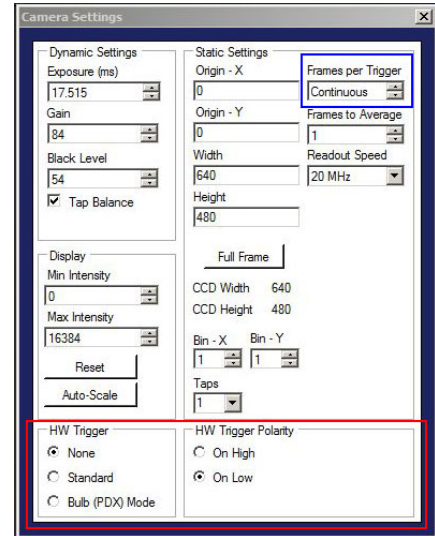 Camera Settings
Dynamic Settings
Exposure (ms)
17.515
Gain
84
Black Level
54
Tap Balance
Display
Min Intensity
0
Max Intensity
16384
Reset
Auto-Scale
Static Settings
Origin - X
0
Origin - Y
0
Width
640
Height
480
Frames per Trigger
Continuous
Frames to Average
1
Readout Speed
20 MHz
Full Frame
CCD Width 640
CCD Height 480
Bin - X Bin - Y
1 1
Taps
1
HW Trigger
None
Standard
Bulb (PDX) Mode
HW Trigger Polarity
On High
On Low